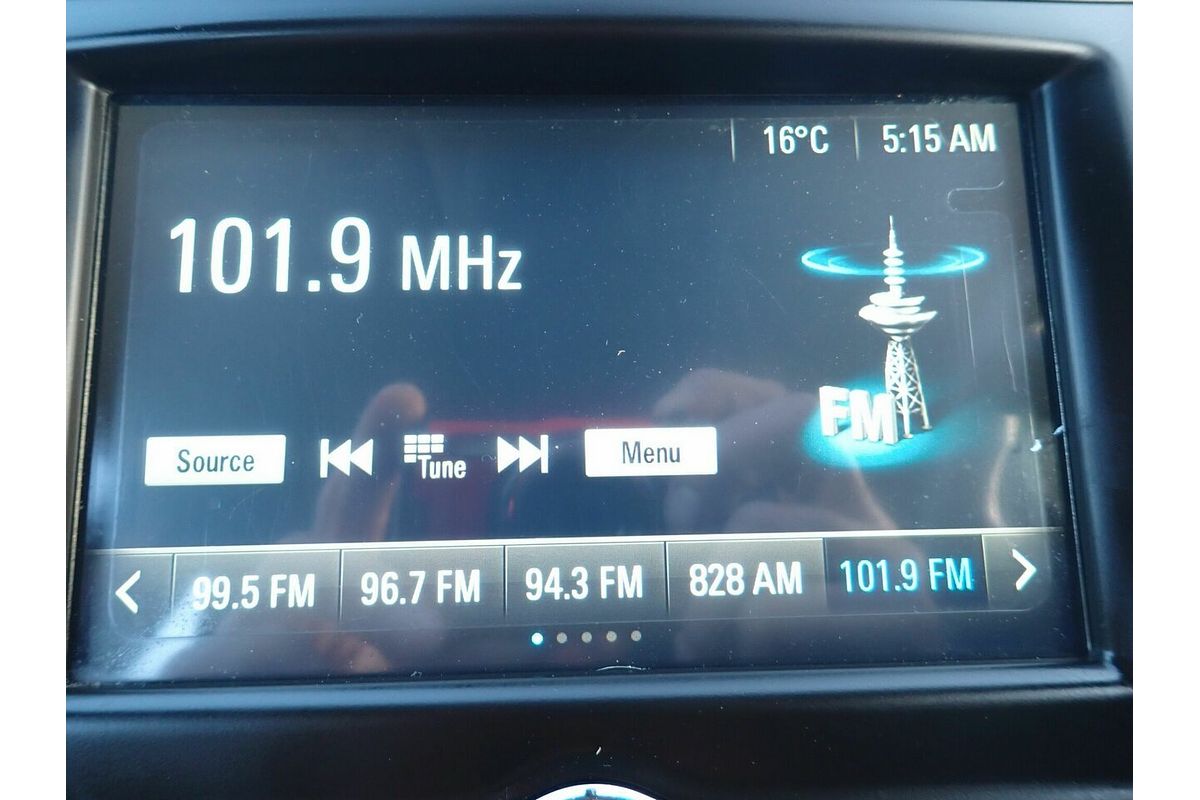 16°C 5:15 AM
101.9 MHz
FM
Source Tune Menu
99.5 FM 96.7 FM 94.3 FM 828 AM 101.9 FM